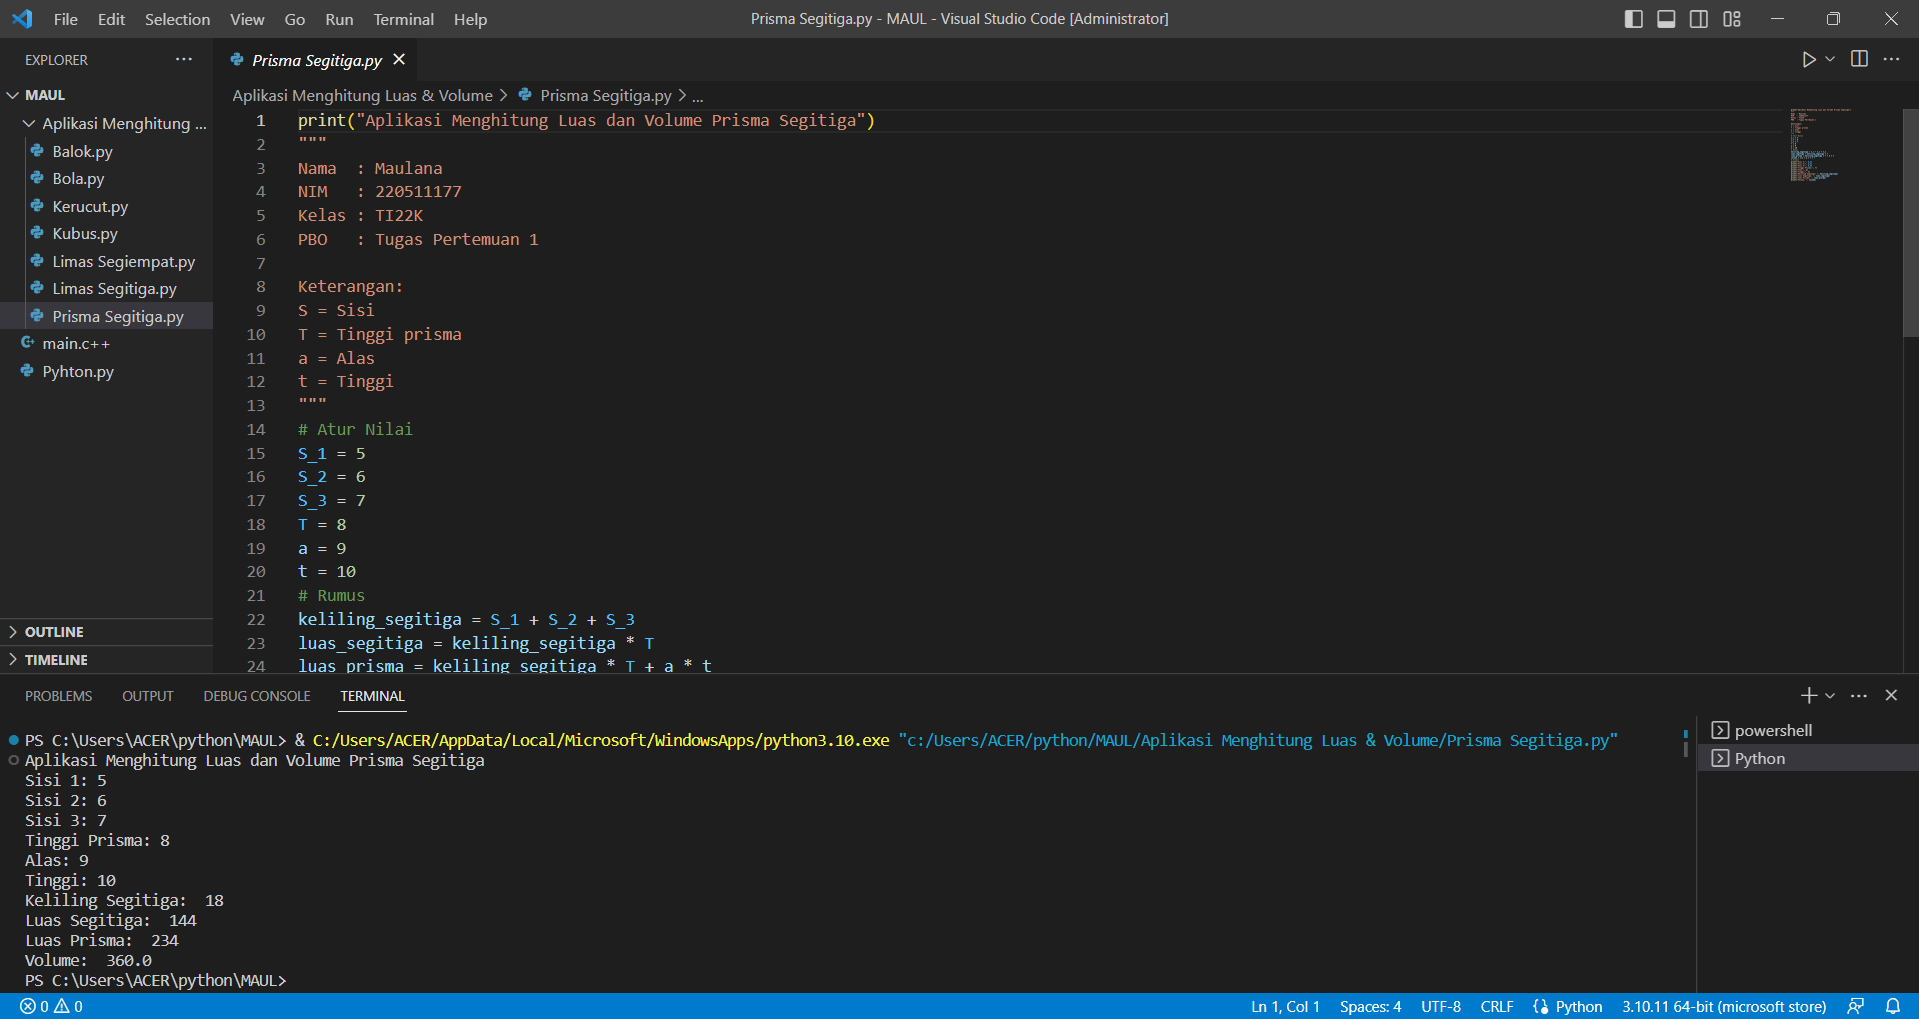 File Edit Selection View Go Run Terminal Help
Prisma Segitiga.py - MAUL - Visual Studio Code [Administrator]
EXPLORER
MAUL
Aplikasi Menghitung ...
Balok.py
Bola.py
Kerucut.py
Kubus.py
Limas Segiempat.py
Limas Segitiga.py
Prisma Segitiga.py
main.c++
Pyhton.py
OUTLINE
TIMELINE
Prisma Segitiga.py
Aplikasi Menghitung Luas & Volume > Prisma Segitiga.py > ...
1 print("Aplikasi Menghitung Luas dan Volume Prisma Segitiga")
2 """
3 Nama  : Maulana
4 NIM   : 220511177
5 Kelas : TI22K
6 PBO   : Tugas Pertemuan 1
7
8 Keterangan:
9 S = Sisi
10 T = Tinggi prisma
11 a = Alas
12 t = Tinggi
13 """
14 # Atur Nilai
15 S_1 = 5
16 S_2 = 6
17 S_3 = 7
18 T = 8
19 a = 9
20 t = 10
21 # Rumus
22 keliling_segitiga = S_1 + S_2 + S_3
23 luas_segitiga = keliling_segitiga * T
24 luas_prisma = keliling_segitiga * T + a * t
PROBLEMS OUTPUT DEBUG CONSOLE TERMINAL
PS C:\Users\ACER\python\MAUL> & C:/Users/ACER/AppData/Local/Microsoft/WindowsApps/python3.10.exe "c:/Users/ACER/python/MAUL/Aplikasi Menghitung Luas & Volume/Prisma Segitiga.py"
Aplikasi Menghitung Luas dan Volume Prisma Segitiga
Sisi 1: 5
Sisi 2: 6
Sisi 3: 7
Tinggi Prisma: 8
Alas: 9
Tinggi: 10
Keliling Segitiga:  18
Luas Segitiga:  144
Luas Prisma:  234
Volume:  360.0
PS C:\Users\ACER\python\MAUL>
powershell
Python
0 0
Ln 1, Col 1 Spaces: 4 UTF-8 CRLF Python 3.10.11 64-bit (microsoft store)